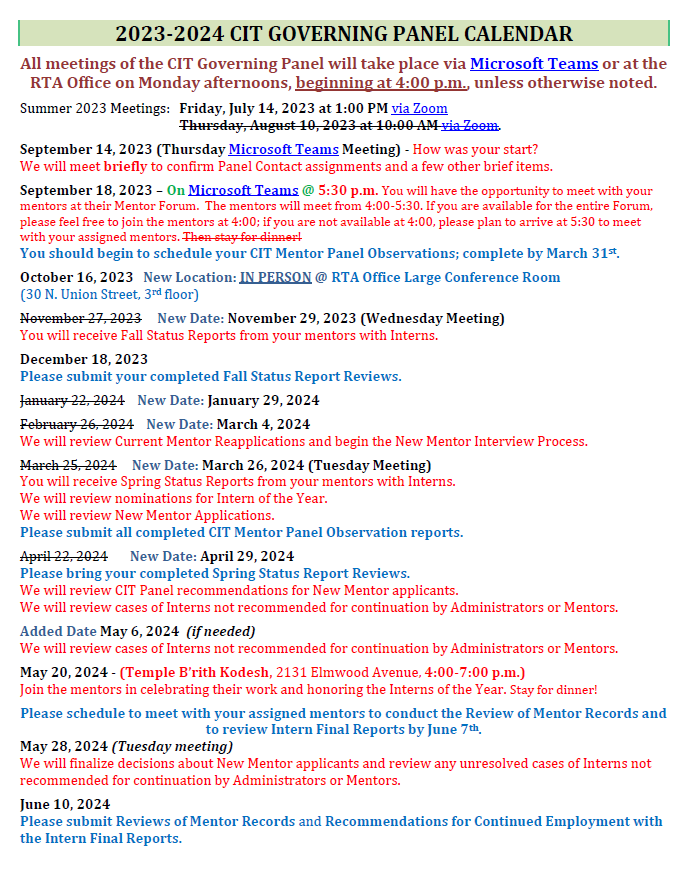 2023-2024 CIT GOVERNING PANEL CALENDAR
All meetings of the CIT Governing Panel will take place via Microsoft Teams or at the
RTA Office on Monday afternoons, beginning at 4:00 p.m., unless otherwise noted.
Summer 2023 Meetings: Friday, July 14, 2023 at 1:00 PM via Zoom
Thursday, August 10, 2023 at 10:00 AM via Zoom.
September 14, 2023 (Thursday Microsoft Teams Meeting) - How was your start?
We will meet briefly to confirm Panel Contact assignments and a few other brief items.
September 18, 2023 – On Microsoft Teams @ 5:30 p.m. You will have the opportunity to meet with your
mentors at their Mentor Forum. The mentors will meet from 4:00-5:30. If you are available for the entire Forum,
please feel free to join the mentors at 4:00; if you are not available at 4:00, please plan to arrive at 5:30 to meet
with your assigned mentors. Then stay for dinner!
You should begin to schedule your CIT Mentor Panel Observations; complete by March 31st.
October 16, 2023 New Location: IN PERSON @ RTA Office Large Conference Room
(30 N. Union Street, 3rd floor)
November 27, 2023 New Date: November 29, 2023 (Wednesday Meeting)
You will receive Fall Status Reports from your mentors with Interns.
December 18, 2023
Please submit your completed Fall Status Report Reviews.
January 22, 2024 New Date: January 29, 2024
February 26, 2024 New Date: March 4, 2024
We will review Current Mentor Reapplications and begin the New Mentor Interview Process.
March 25, 2024 New Date: March 26, 2024 (Tuesday Meeting)
You will receive Spring Status Reports from your mentors with Interns.
We will review nominations for Intern of the Year.
We will review New Mentor Applications.
Please submit all completed CIT Mentor Panel Observation reports.
April 22, 2024 New Date: April 29, 2024
Please bring your completed Spring Status Report Reviews.
We will review CIT Panel recommendations for New Mentor applicants.
We will review cases of Interns not recommended for continuation by Administrators or Mentors.
Added Date May 6, 2024 (if needed)
We will review cases of Interns not recommended for continuation by Administrators or Mentors.
May 20, 2024 - (Temple B'rith Kodesh, 2131 Elmwood Avenue, 4:00-7:00 p.m.)
Join the mentors in celebrating their work and honoring the Interns of the Year. Stay for dinner!
Please schedule to meet with your assigned mentors to conduct the Review of Mentor Records and
to review Intern Final Reports by June 7th.
May 28, 2024 (Tuesday meeting)
We will finalize decisions about New Mentor applicants and review any unresolved cases of Interns not
recommended for continuation by Administrators or Mentors.
June 10, 2024
Please submit Reviews of Mentor Records and Recommendations for Continued Employment with
the Intern Final Reports.